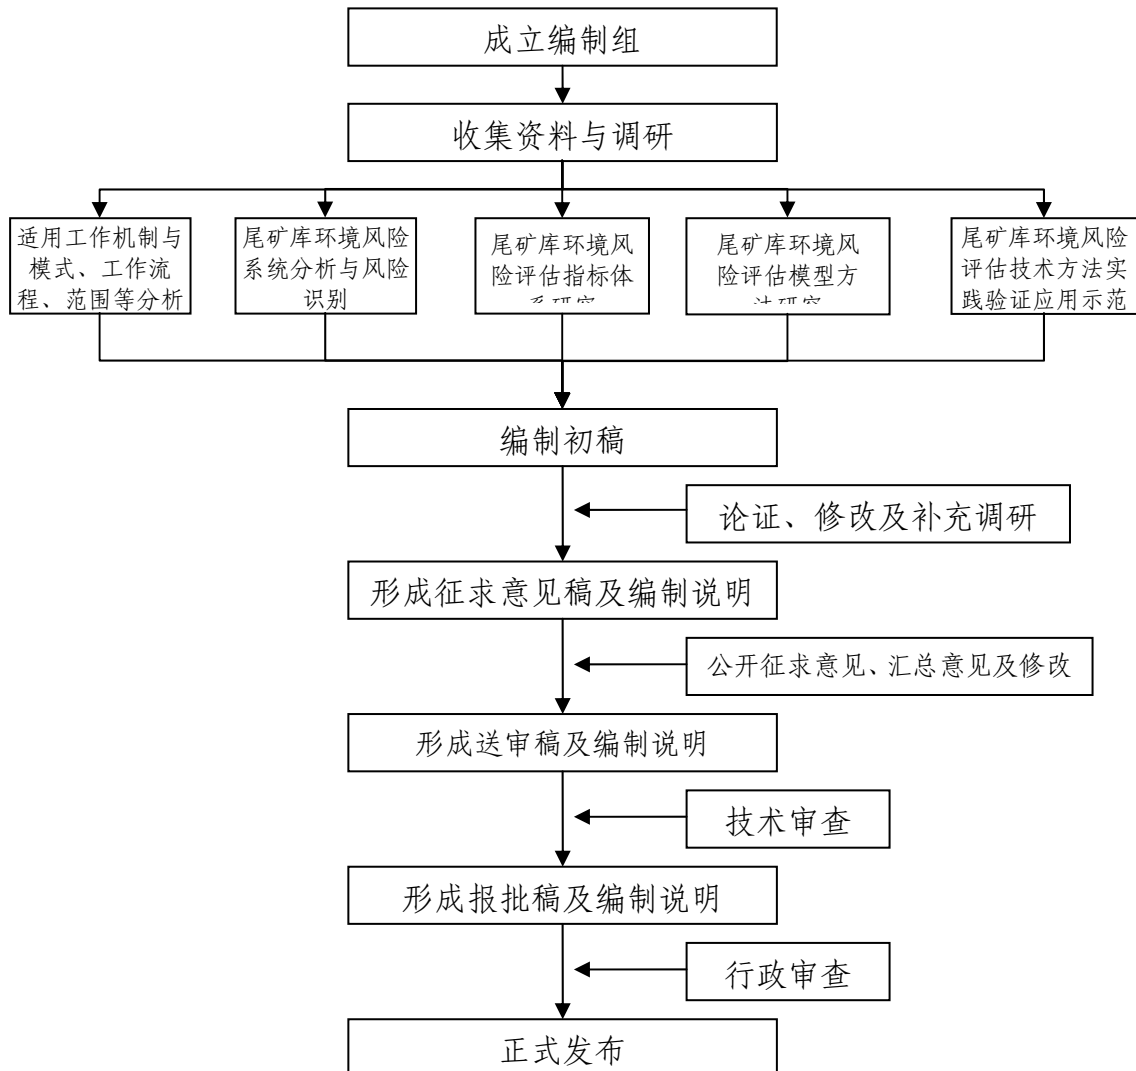 成立编制组
收集资料与调研
适用工作机制与
模式、工作流
程、范围等分析
尾矿库环境风险
系统分析与风险
识别
尾矿库环境风
险评估指标体
系研究
尾矿库环境风
险评估模型方
法研究
尾矿库环境风险
评估技术方法实
践验证应用示范
编制初稿
论证、修改及补充调研
形成征求意见稿及编制说明
公开征求意见、汇总意见及修改
形成送审稿及编制说明
技术审查
形成报批稿及编制说明
行政审查
正式发布